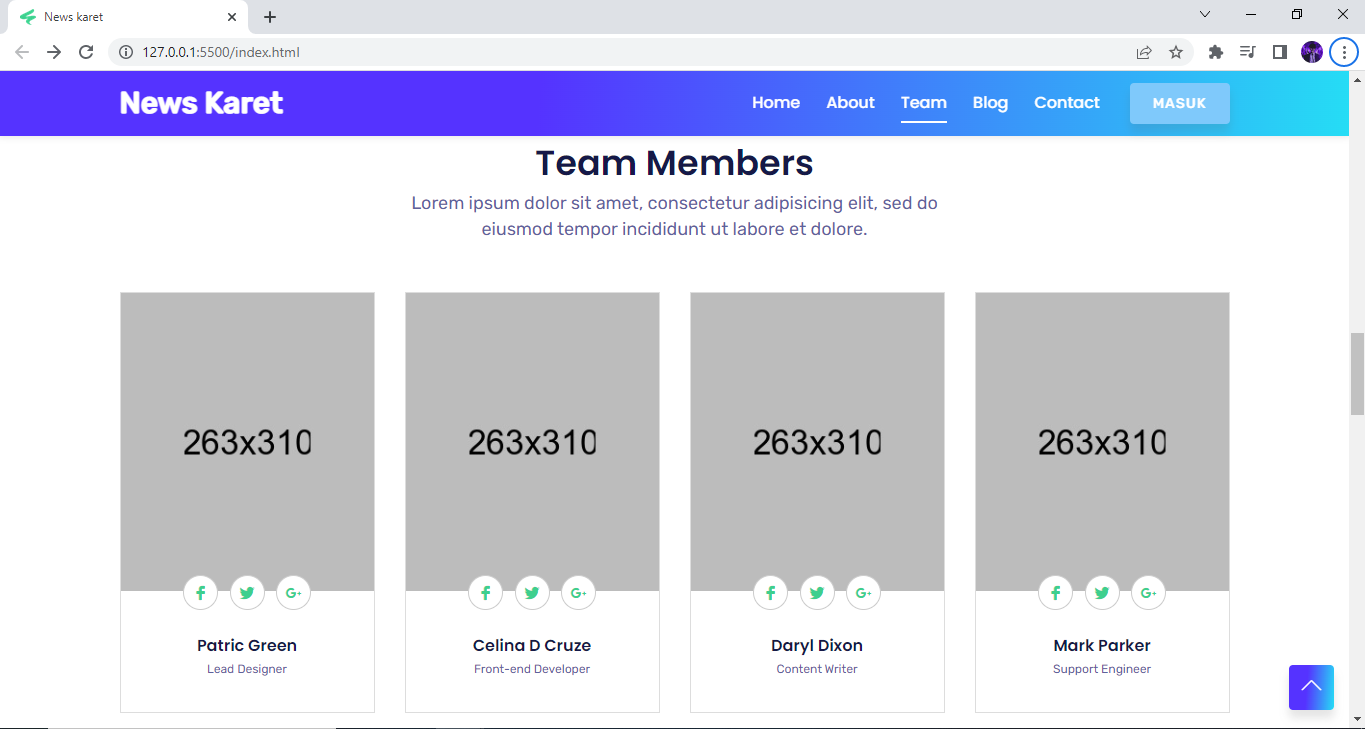 News karet
127.0.0.1:5500/index.html
News Karet
Home About Team Blog Contact MASUK
Team Members
Lorem ipsum dolor sit amet, consectetur adipisicing elit, sed do
eiusmod tempor incididunt ut labore et dolore.
263x310 263x310 263x310 263x310
G+ G+ G+ G+
Patric Green Celina D Cruze Daryl Dixon Mark Parker
Lead Designer Front-end Developer Content Writer Support Engineer